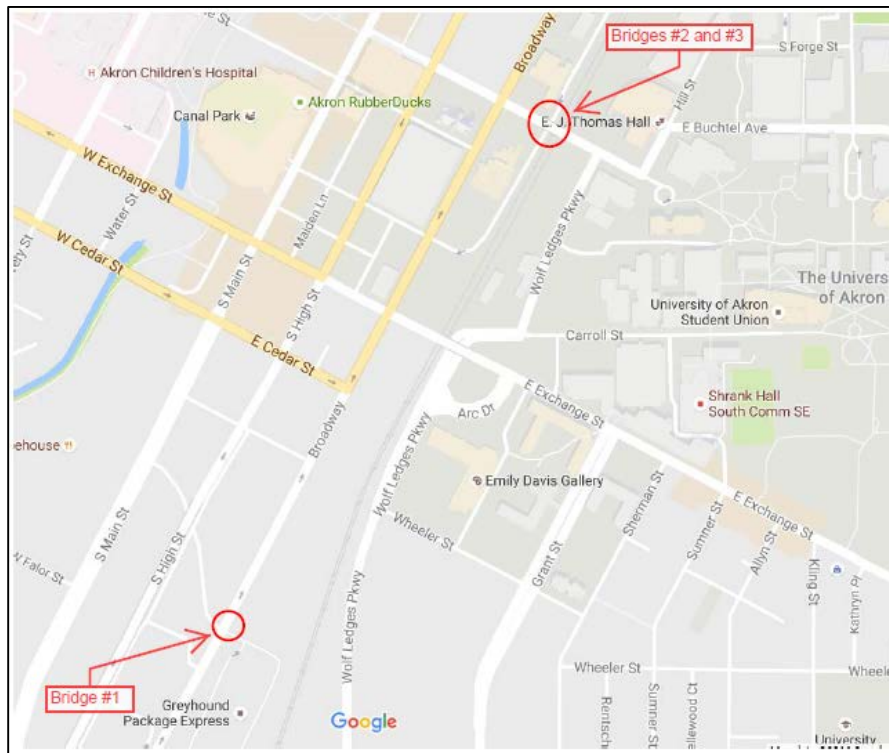 Bridges #2 and #3
Broadway
S Forge St
Akron Children's Hospital
H
Hill St
Akron RubberDucks
Canal Park
E. J. Thomas Hall
E Buchtel Ave
W Exchange St
Water St
Maiden Ln
Wolf Ledges Pkwy
W Cedar St
S Main St
S High St
The Univers
of Akron
ery St
University of Akron
Student Union
Carroll St
E Cedar St
E Exchange St
Shrank Hall
South Comm SE
Arc Dr
Broadway
Wolf Ledges Pkwy
eehouse
Emily Davis Gallery
S Main St
S High St
Wheeler St
Grant St
Sherman St
Sumner St
Allyn St
E Exchange St
Kling St
Kathryn Pl
W Falor St
Wolf Ledges Pkwy
Wheeler St
Bridge #1
Greyhound
Package Express
Google
Rentsch
Sumner St
ellewood Ct
University